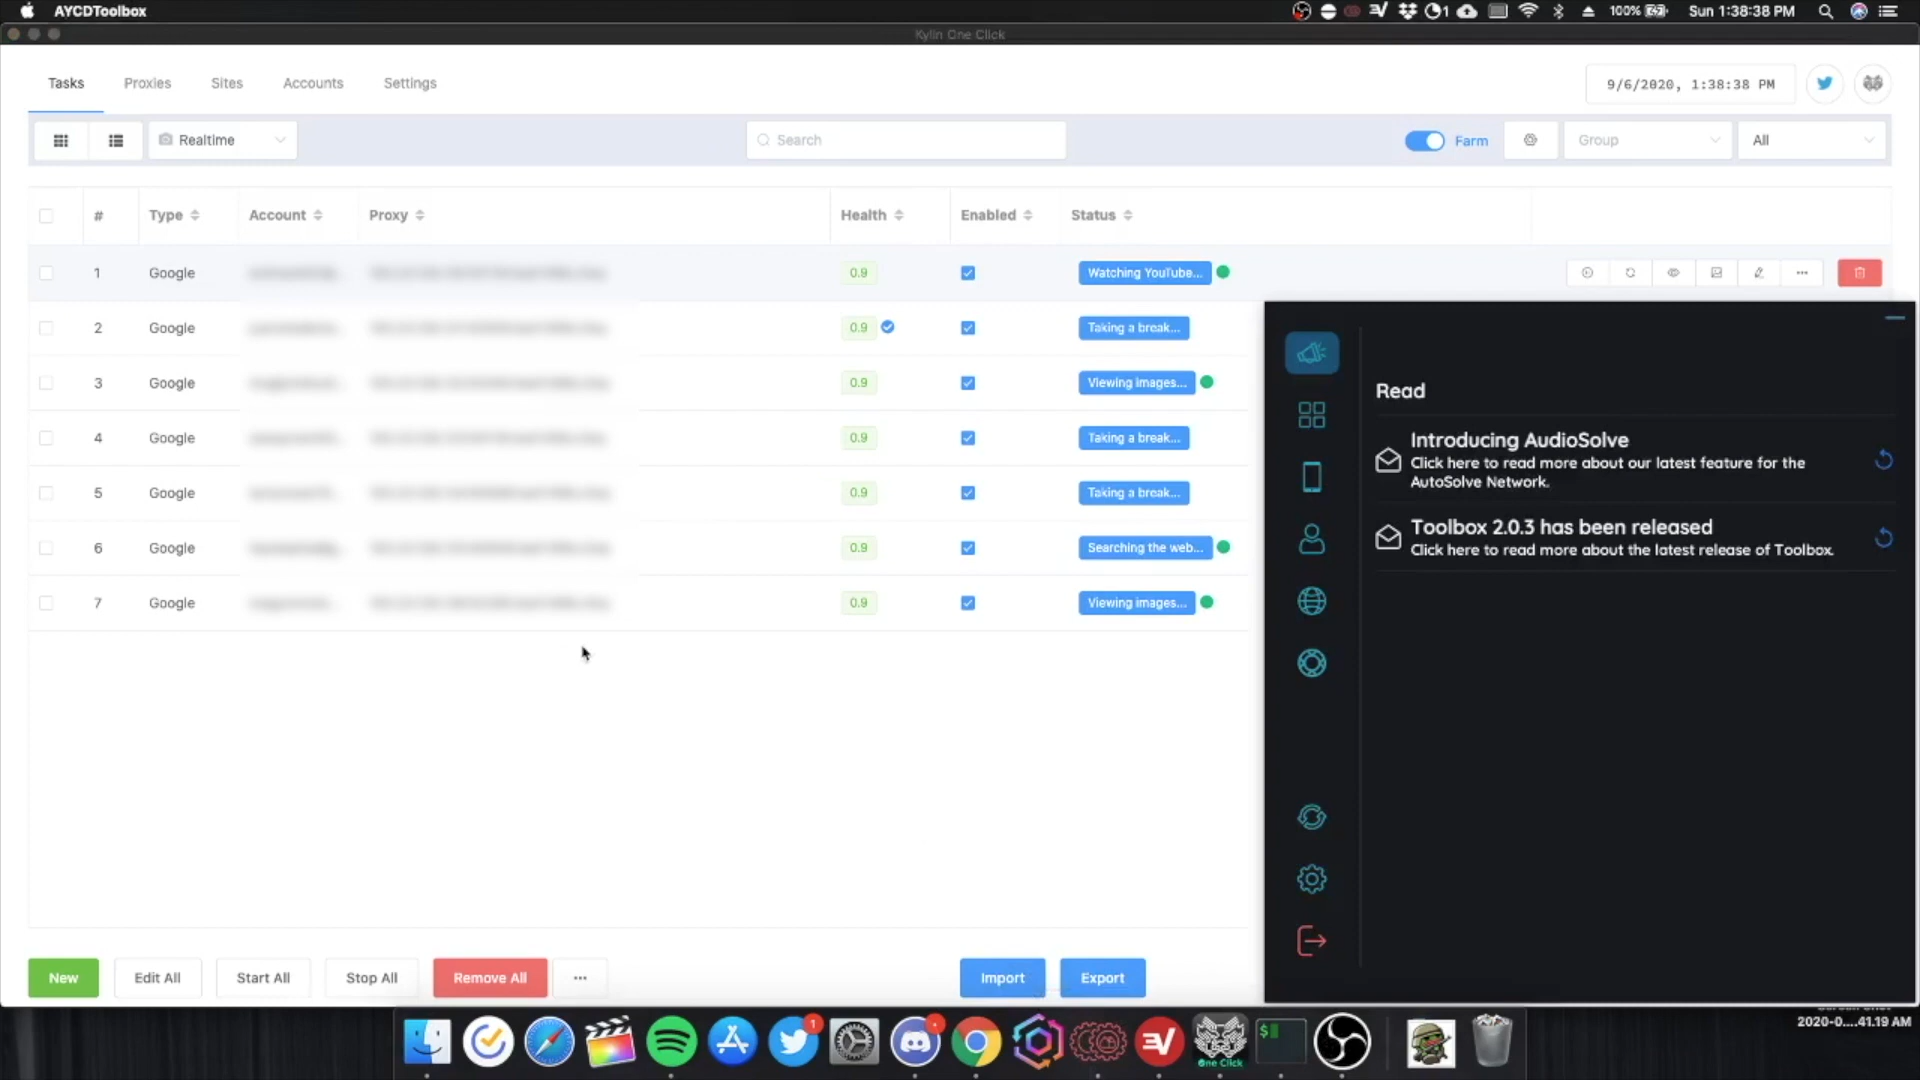 AYCDToolbox
1
100%
Sun 1:38:38 PM
Kylin One Click
Tasks
Proxies
Sites
Accounts
Settings
9/6/2020, 1:38:38 PM
Realtime
Search
Farm
Group
All
#
Type
Account
Proxy
Health
Enabled
Status
1
Google
0.9
Watching YouTube...
2
Google
0.9
Taking a break...
3
Google
0.9
Viewing images...
4
Google
0.9
Taking a break...
5
Google
0.9
Taking a break...
6
Google
0.9
Searching the web...
7
Google
0.9
Viewing images...
Read
Introducing AudioSolve
Click here to read more about our latest feature for the
AutoSolve Network.
Toolbox 2.0.3 has been released
Click here to read more about the latest release of Toolbox.
New
Edit All
Start All
Stop All
Remove All
...
Import
Export
2020-0....41.19 AM
1
One Click
$